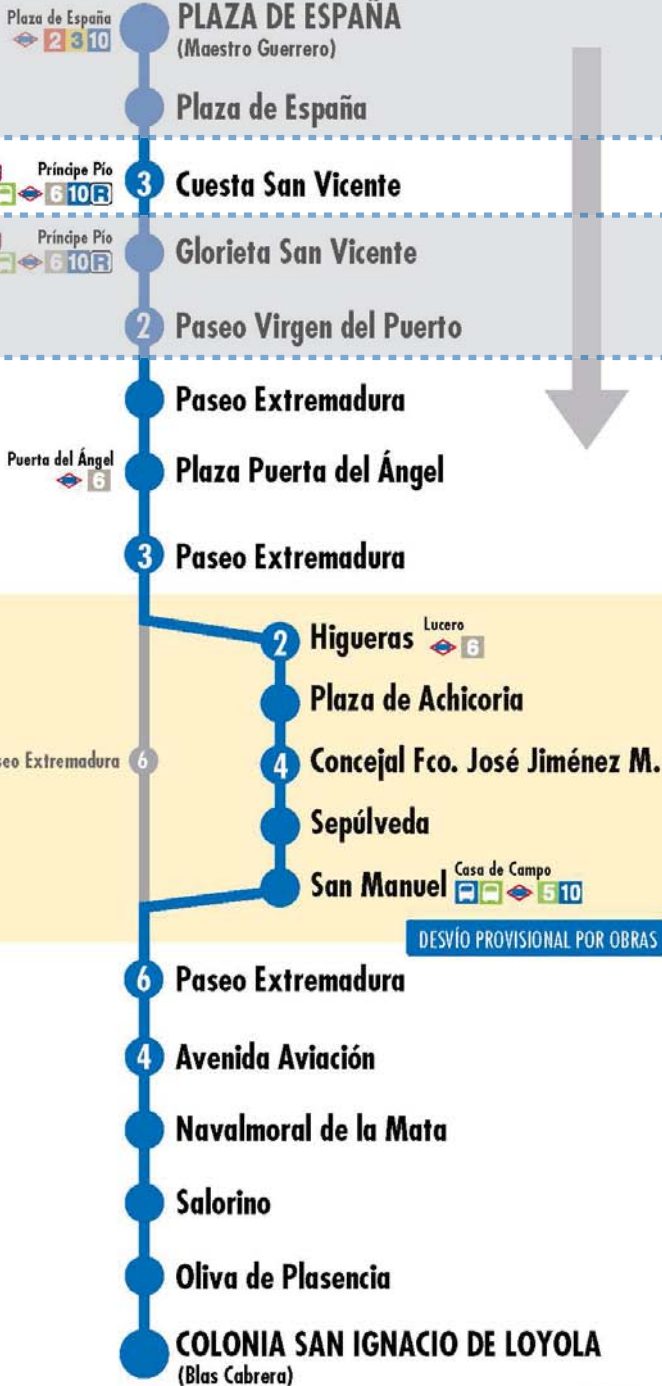 Plaza de España
2 3 10
PLAZA DE ESPAÑA
(Maestro Guerrero)
Plaza de España
Príncipe Pío
6 10 R
3 Cuesta San Vicente
Príncipe Pío
6 10 R
Glorieta San Vicente
2 Paseo Virgen del Puerto
Paseo Extremadura
Puerta del Ángel
6
Plaza Puerta del Ángel
3 Paseo Extremadura
2 Higueras Lucero
6
Plaza de Achicoria
Extremadura 6
4 Concejal Fco. José Jiménez M.
Sepúlveda
San Manuel Casa de Campo
5 10
DESVÍO PROVISIONAL POR OBRAS
6 Paseo Extremadura
4 Avenida Aviación
Navalmoral de la Mata
Salorino
Oliva de Plasencia
COLONIA SAN IGNACIO DE LOYOLA
(Blas Cabrera)